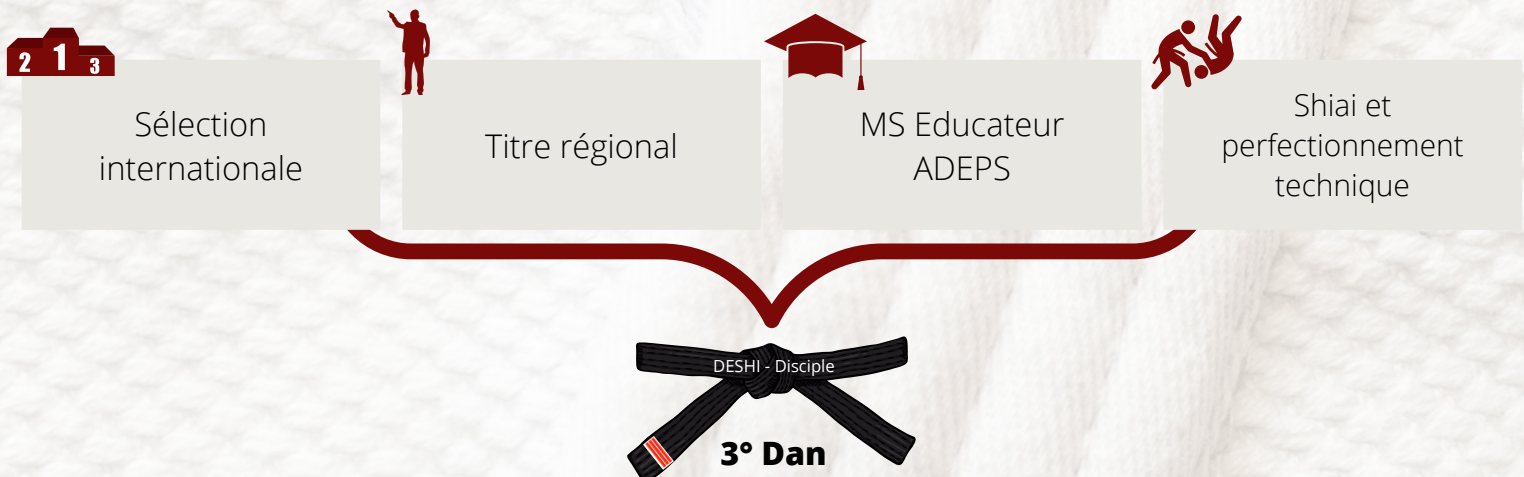 2 1 3
Sélection
internationale
Titre régional
MS Educateur
ADEPS
Shiai et
perfectionnement
technique
DESHI - Disciple
3° Dan